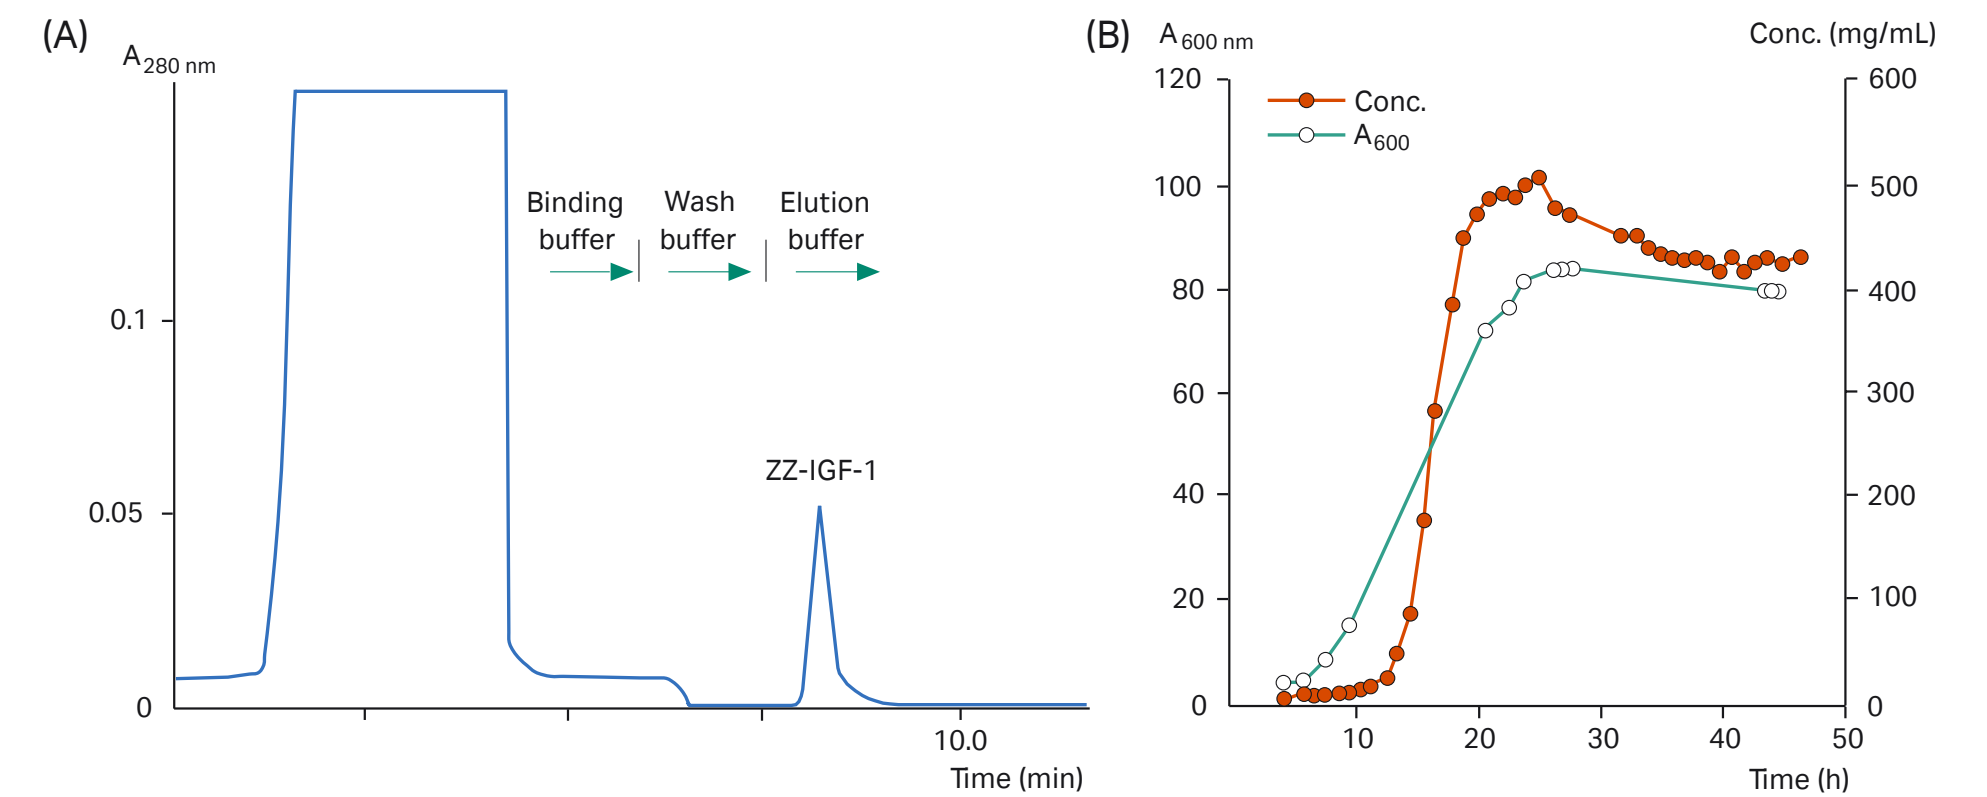 (A)
A280 nm
0.1
0.05
0
Binding
buffer
Wash
buffer
Elution
buffer
ZZ-IGF-1
10.0
Time (min)
(B)
A600 nm
Conc. (mg/mL)
120
100
80
60
40
20
0
Conc.
A600
600
500
400
300
200
100
0
10
20
30
40
50
Time (h)